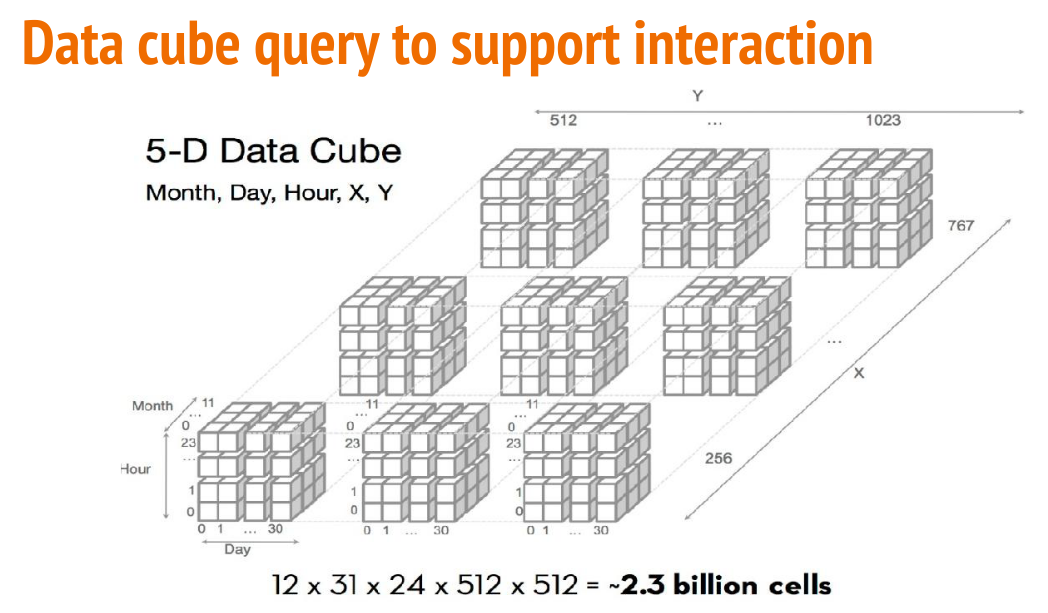 Data cube query to support interaction
Y
512 ... 1023
5-D Data Cube
Month, Day, Hour, X, Y
767
...
X
256
Month 11 11 11
... ... ...
0 0 0
23 23 23
... ... ...
Hour
1 1 1
0 0 0
0 1 ... 30 0 1 ... 30 0 1 ... 30
Day
12 x 31 x 24 x 512 x 512 = ~2.3 billion cells